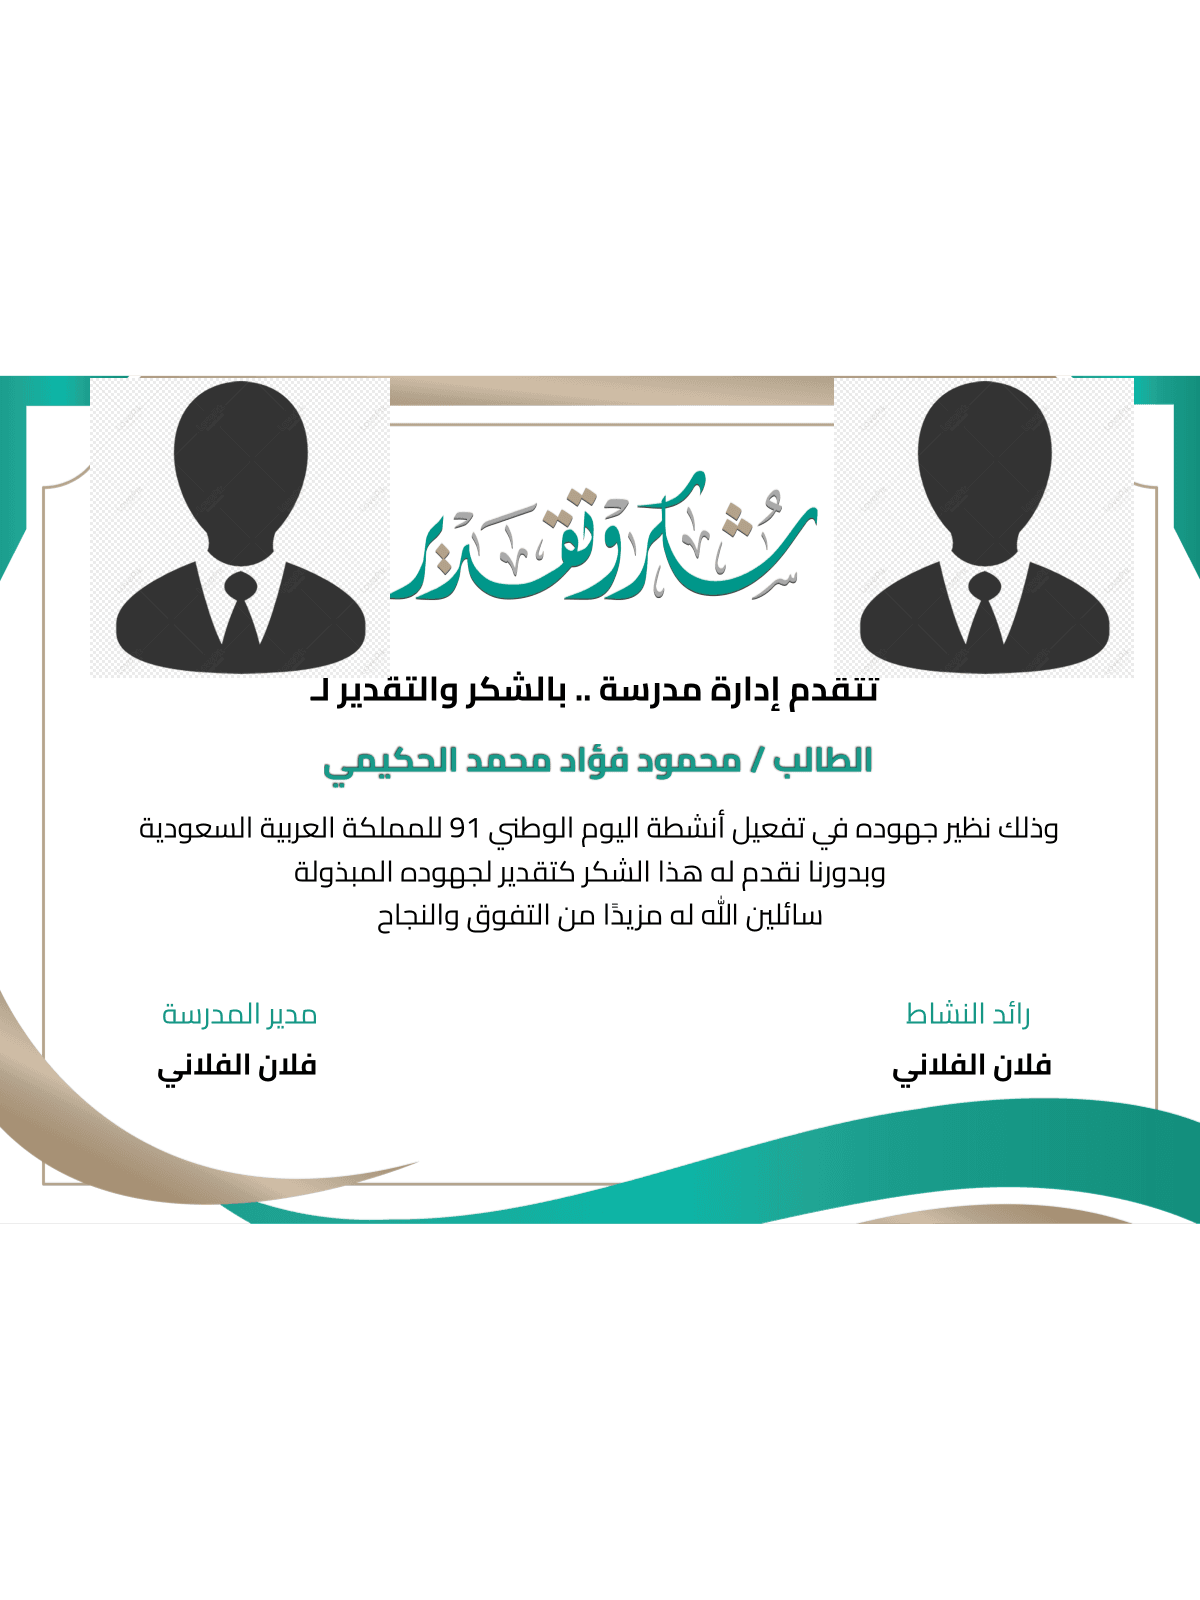 شكر وتقدير
تتقدم إدارة مدرسة .. بالشكر والتقدير لـ
الطالب / محمود فؤاد محمد الحكيمي
وذلك نظير جهوده في تفعيل أنشطة اليوم الوطني 91 للمملكة العربية السعودية
وبدورنا نقدم له هذا الشكر كتقدير لجهوده المبذولة
سائلين الله له مزيدًا من التفوق والنجاح
رائد النشاط
مدير المدرسة
فلان الفلاني
فلان الفلاني